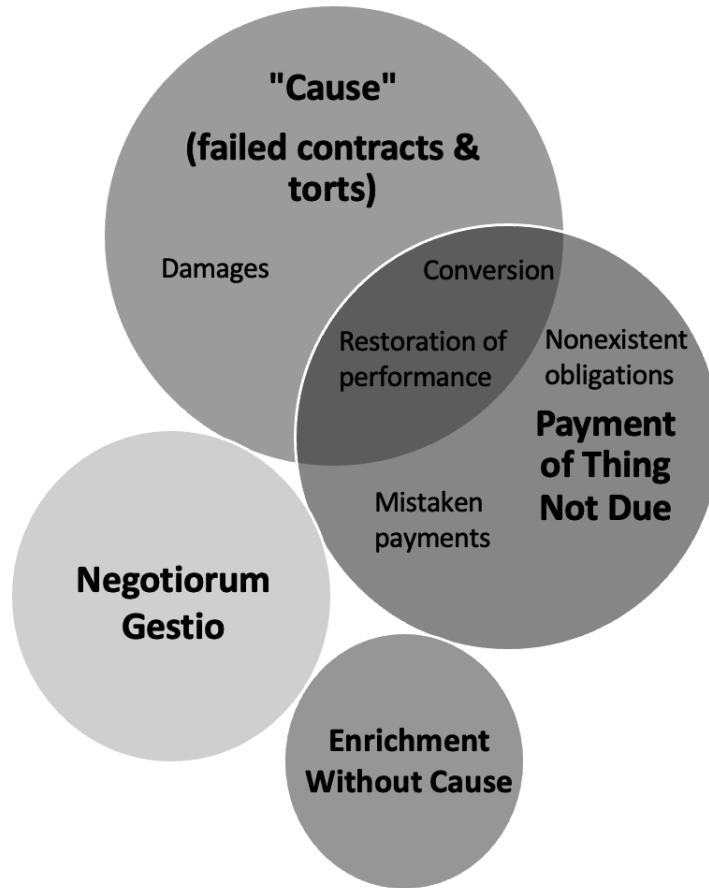 "Cause"
(failed contracts &
torts)
Damages
Conversion
Restoration of
performance
Nonexistent
obligations
Payment
of Thing
Not Due
Mistaken
payments
Negotiorum
Gestio
Enrichment
Without Cause